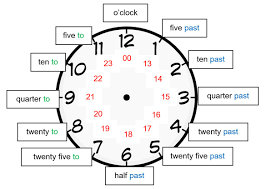 o'clock
five to
five past
11 12 1
23 00 13
ten to
ten past
10 22 14 2
quarter to
quarter past
9 21 15 3
20 16
8 4
twenty to
twenty past
19 18 17
7 6 5
twenty five to
twenty five past
half past